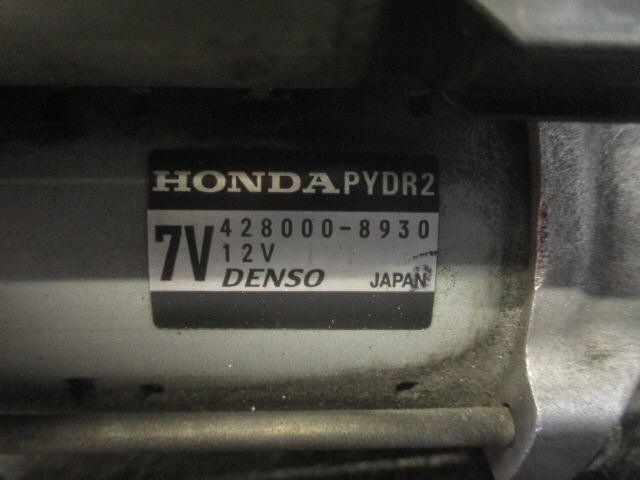 HONDA PYDR2
7V 428000-8930
12V
DENSO JAPAN